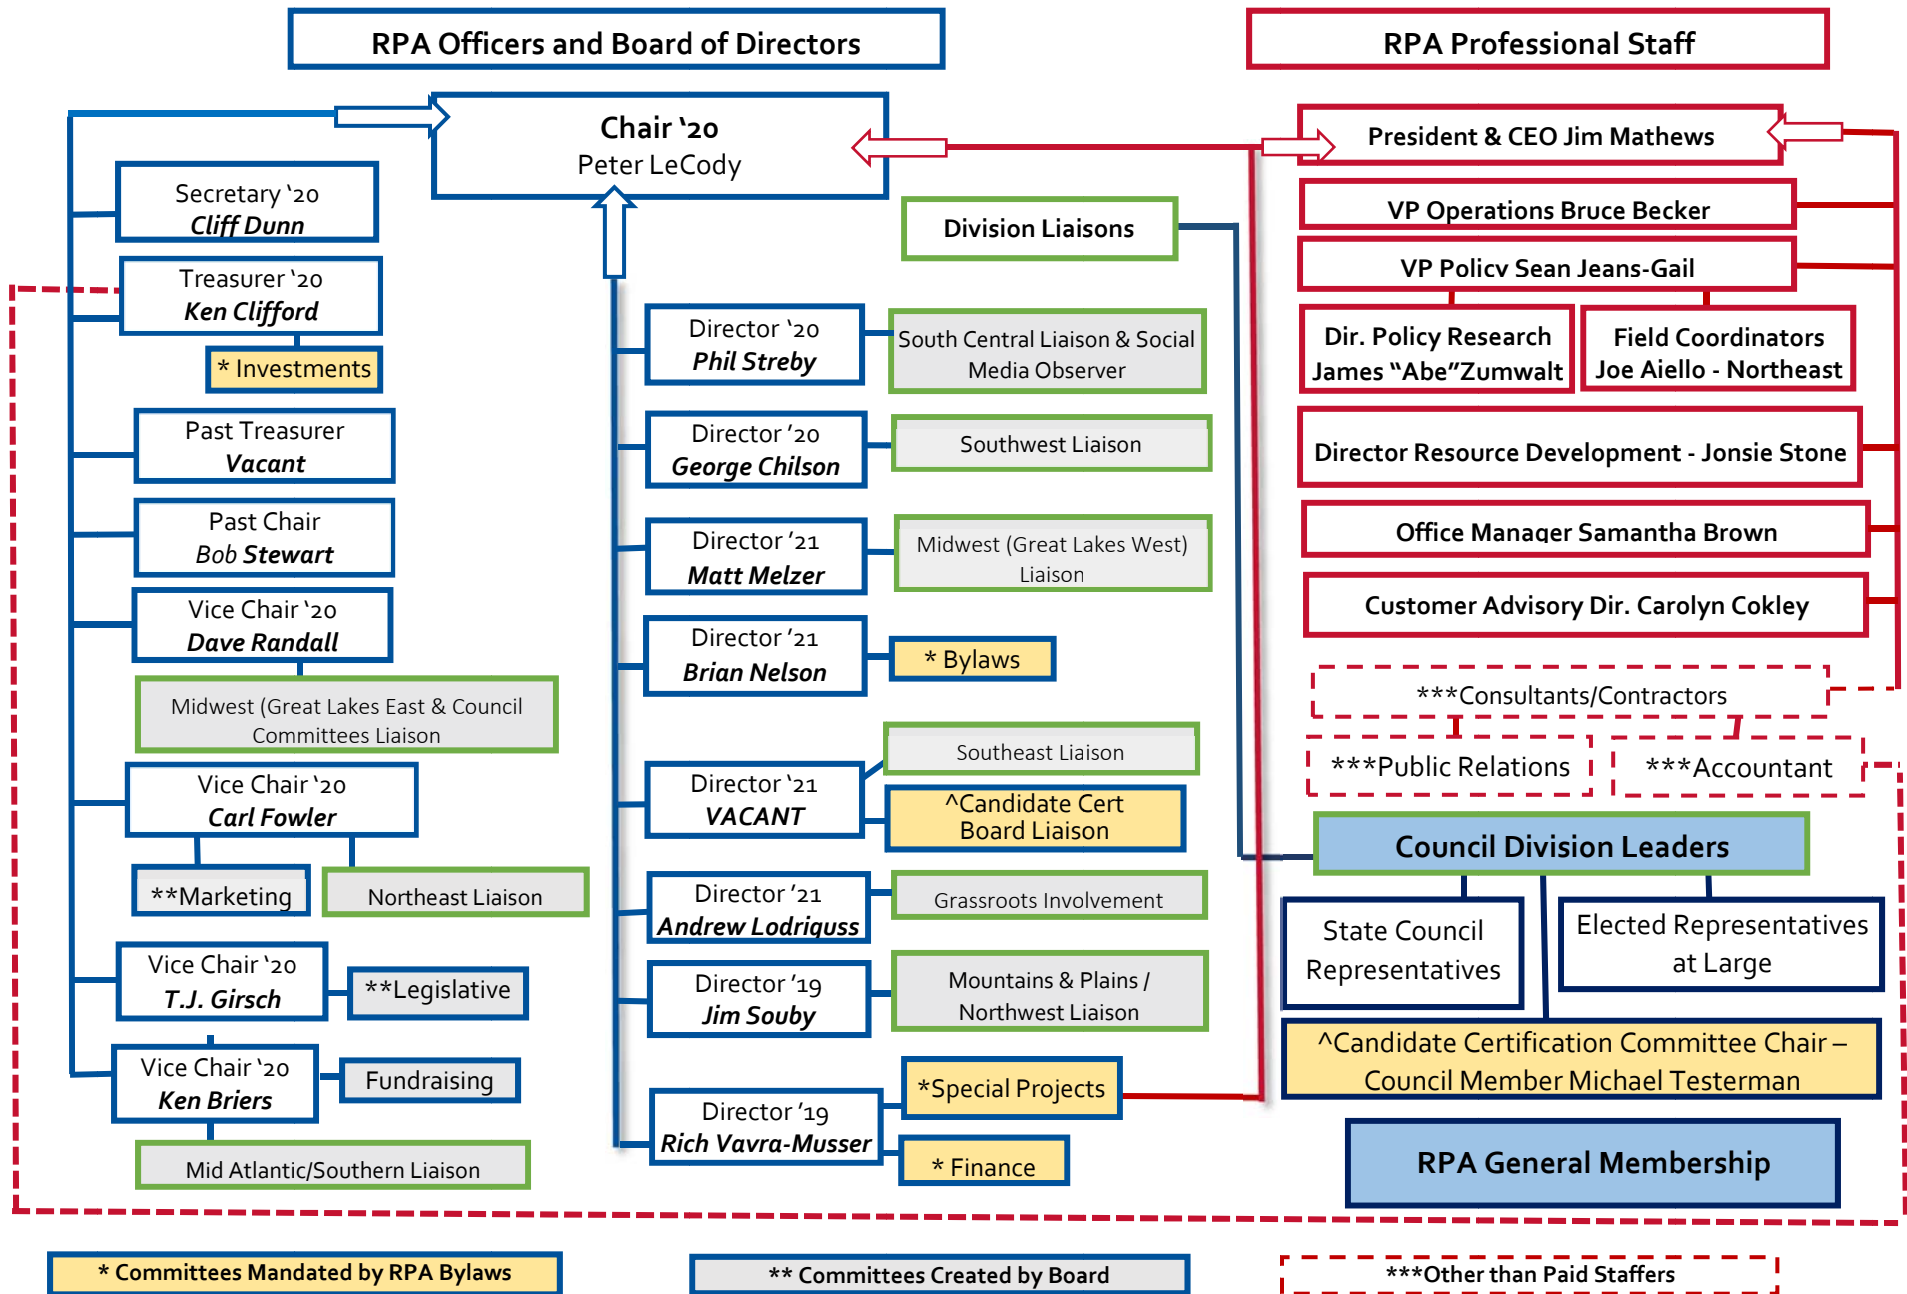 RPA Officers and Board of Directors
RPA Professional Staff
Chair ‘20
Peter LeCody
Secretary ‘20
Cliff Dunn
Treasurer ‘20
Ken Clifford
* Investments
Past Treasurer
Vacant
Past Chair
Bob Stewart
Vice Chair ‘20
Dave Randall
Midwest (Great Lakes East & Council
Committees Liaison
Vice Chair ‘20
Carl Fowler
**Marketing
Northeast Liaison
Vice Chair ‘20
T.J. Girsch
**Legislative
Vice Chair ‘20
Ken Briers
Fundraising
Mid Atlantic/Southern Liaison
Division Liaisons
Director ‘20
Phil Streby
South Central Liaison & Social
Media Observer
Director ’20
George Chilson
Southwest Liaison
Director ’21
Matt Melzer
Midwest (Great Lakes West)
Liaison
Director ’21
Brian Nelson
* Bylaws
Director ’21
VACANT
Southeast Liaison
^Candidate Cert
Board Liaison
Director ’21
Andrew Lodriguss
Grassroots Involvement
Director ’19
Jim Souby
Mountains & Plains /
Northwest Liaison
Director ’19
Rich Vavra-Musser
*Special Projects
* Finance
President & CEO Jim Mathews
VP Operations Bruce Becker
VP Policy Sean Jeans-Gail
Dir. Policy Research
James “Abe”Zumwalt
Field Coordinators
Joe Aiello - Northeast
Director Resource Development - Jonsie Stone
Office Manager Samantha Brown
Customer Advisory Dir. Carolyn Cokley
***Consultants/Contractors
***Public Relations
***Accountant
Council Division Leaders
State Council
Representatives
Elected Representatives
at Large
^Candidate Certification Committee Chair –
Council Member Michael Testerman
RPA General Membership
* Committees Mandated by RPA Bylaws
** Committees Created by Board
***Other than Paid Staffers